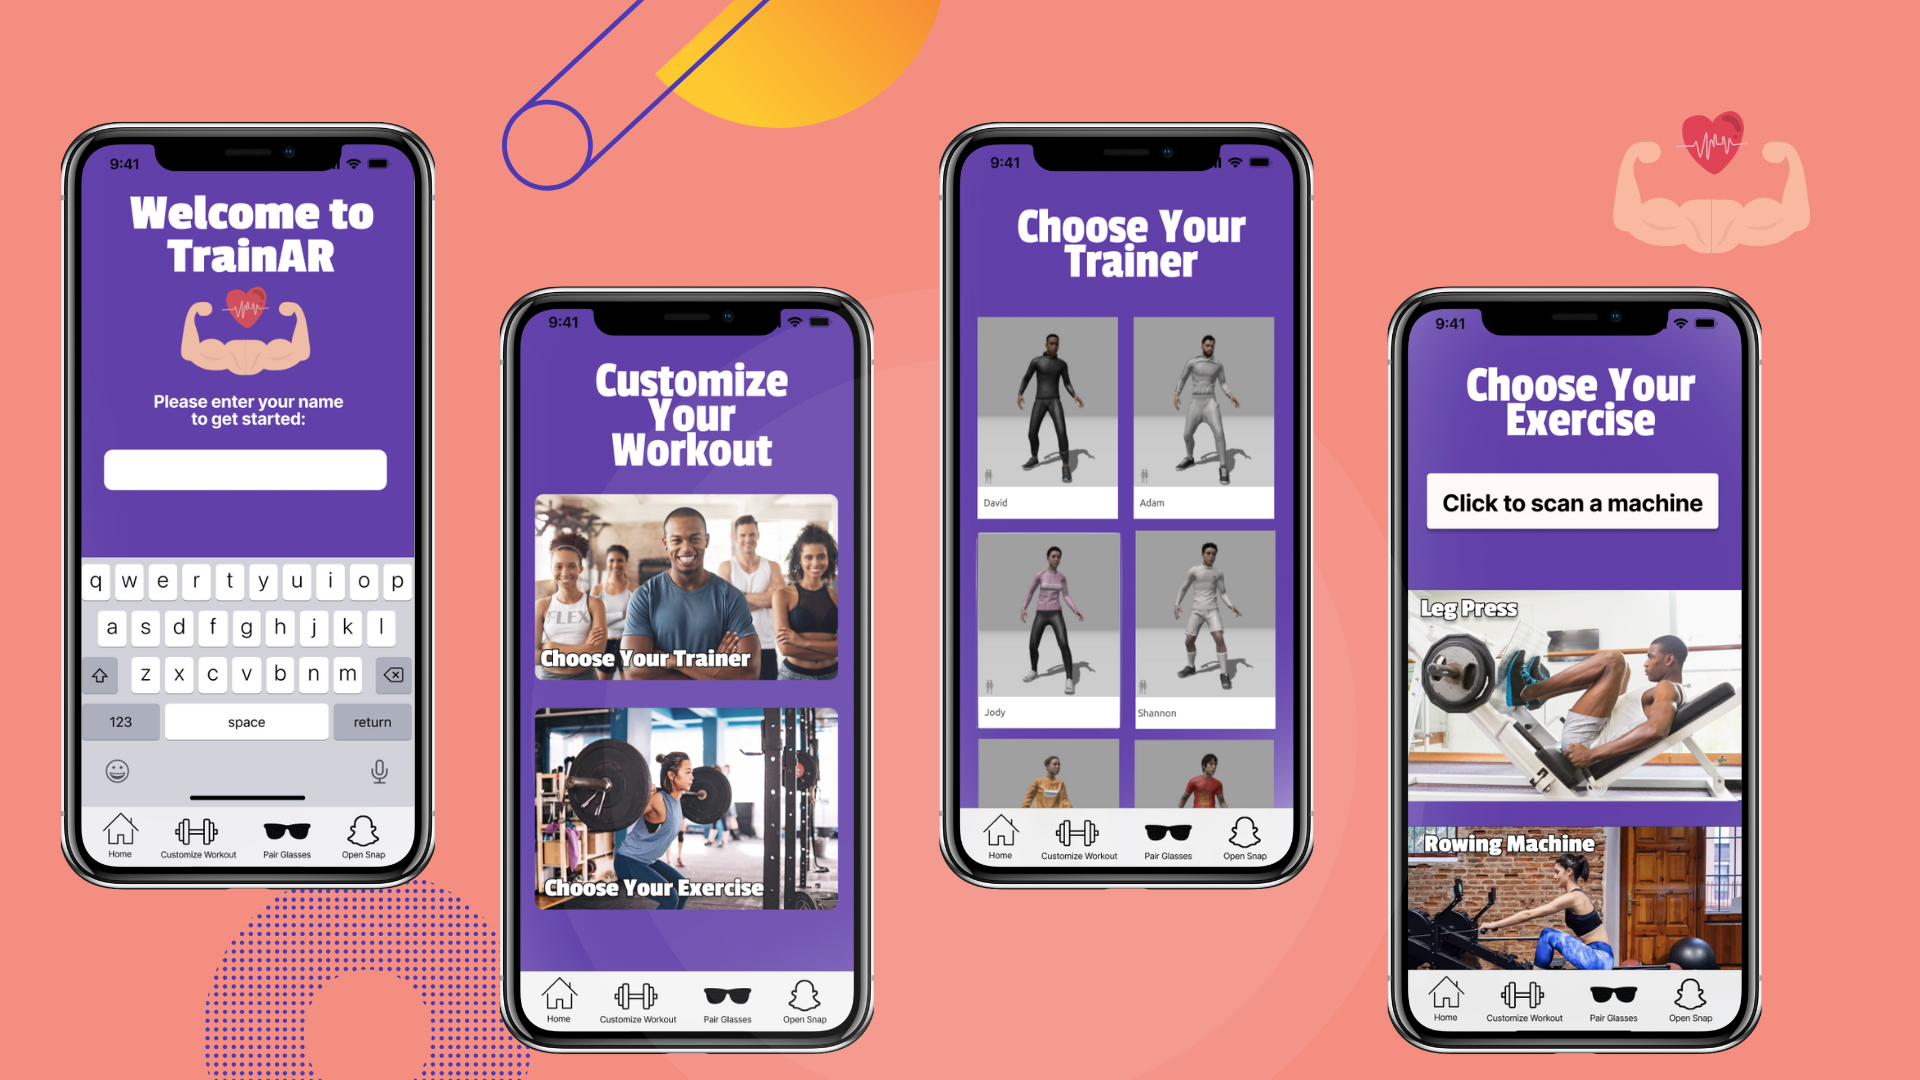 9:41
Welcome to
TrainAR
Please enter your name
to get started:
q w e r t y u i o p
a s d f g h j k l
z x c v b n m
123 space return
Home Customize Workout Pair Glasses Open Snap
9:41
Customize
Your
Workout
FLEX
Choose Your Trainer
Choose Your Exercise
Home Customize Workout Pair Glasses Open Snap
9:41
Choose Your
Trainer
David Adam
Jody Shannon
Home Customize Workout Pair Glasses Open Snap
9:41
Choose Your
Exercise
Click to scan a machine
Leg Press
Rowing Machine
Home Customize Workout Pair Glasses Open Snap